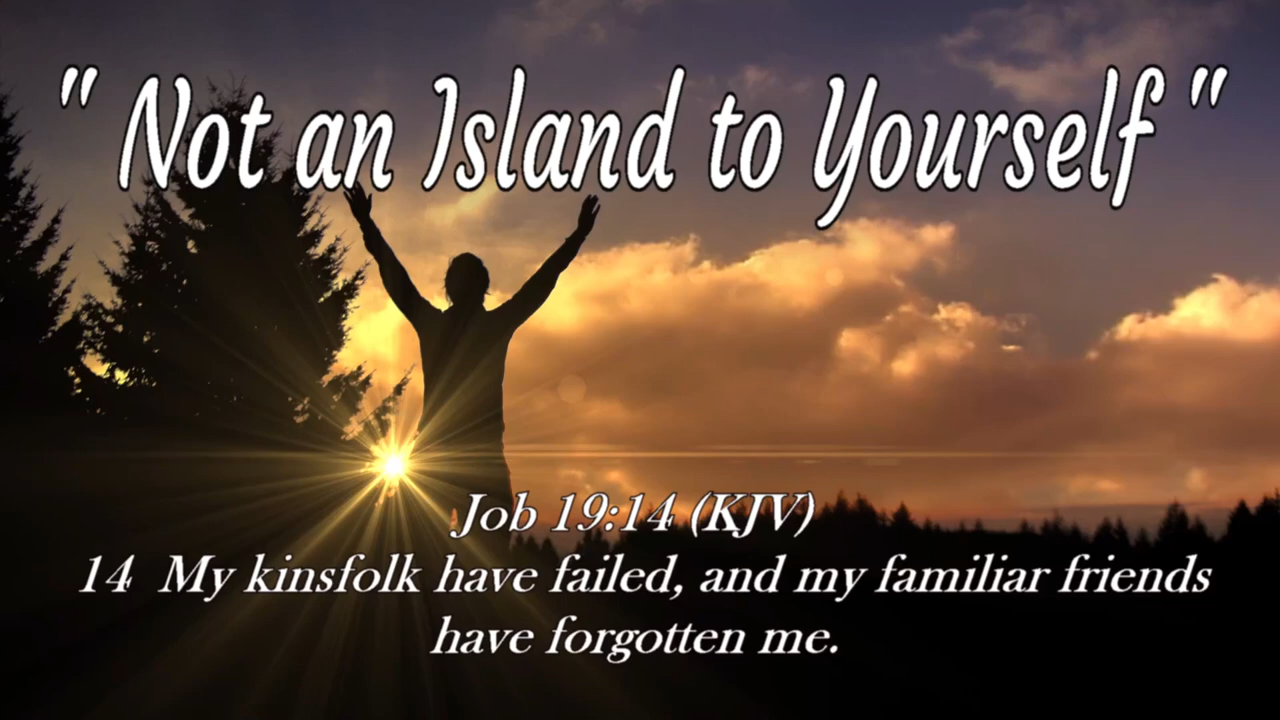 " Not an Island to Yourself "
Job 19:14 (KJV)
14 My kinsfolk have failed, and my familiar friends
have forgotten me.